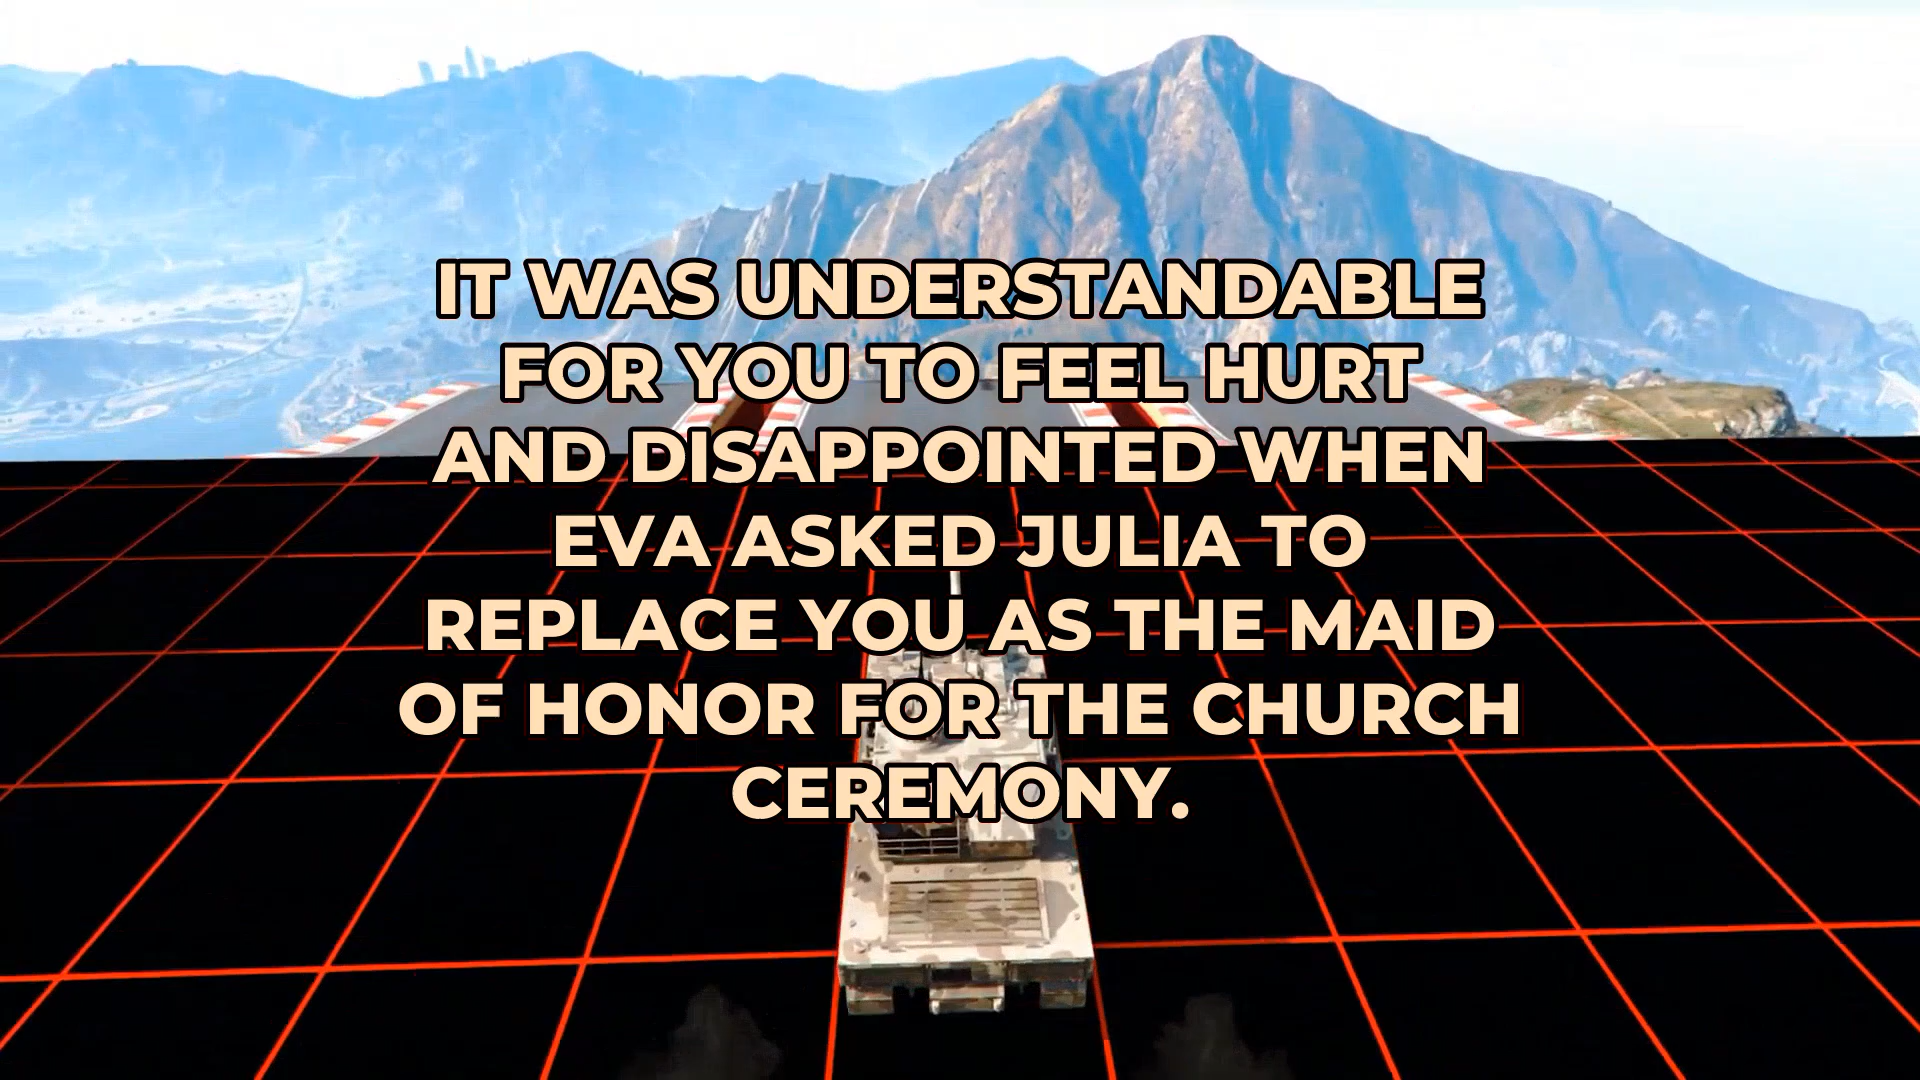 IT WAS UNDERSTANDABLE
FOR YOU TO FEEL HURT
AND DISAPPOINTED WHEN
EVA ASKED JULIA TO
REPLACE YOU AS THE MAID
OF HONOR FOR THE CHURCH
CEREMONY.